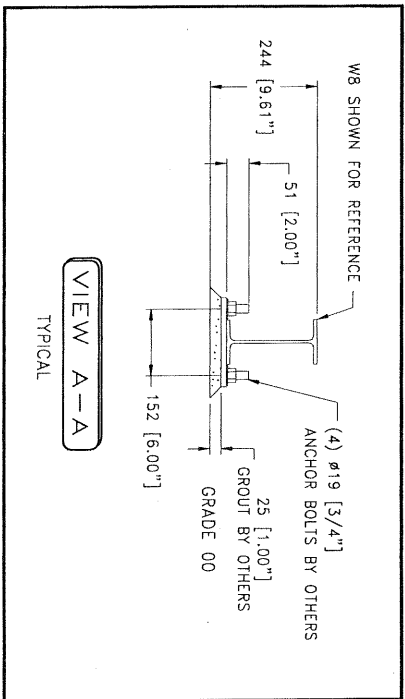 W8 SHOWN FOR REFERENCE
244
[9.61"]
51 [2.00"]
(4) ø19 [3/4"]
ANCHOR BOLTS BY OTHERS
25 [1.00"]
GROUT BY OTHERS
GRADE 00
152 [6.00"]
VIEW A-A
TYPICAL